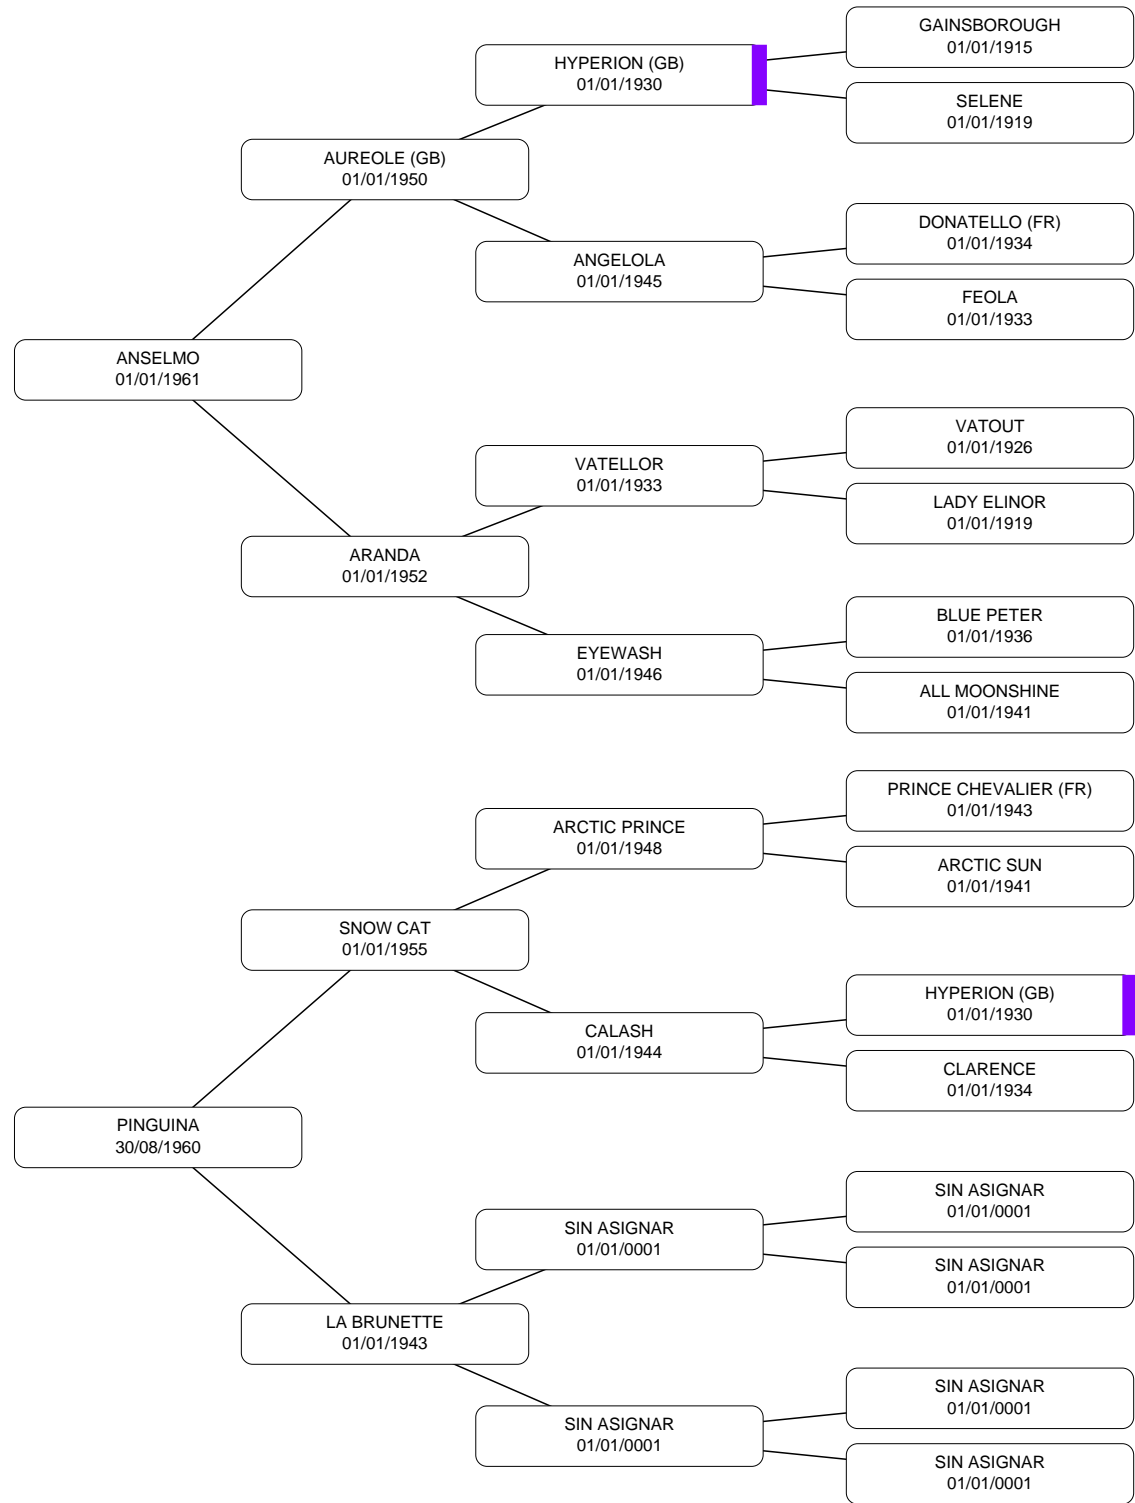 GAINSBOROUGH
01/01/1915
HYPERION (GB)
01/01/1930
SELENE
01/01/1919
AUREOLE (GB)
01/01/1950
DONATELLO (FR)
01/01/1934
ANGELOLA
01/01/1945
FEOLA
01/01/1933
ANSELMO
01/01/1961
VATOUT
01/01/1926
VATELLOR
01/01/1933
LADY ELINOR
01/01/1919
ARANDA
01/01/1952
BLUE PETER
01/01/1936
EYEWASH
01/01/1946
ALL MOONSHINE
01/01/1941
PRINCE CHEVALIER (FR)
01/01/1943
ARCTIC PRINCE
01/01/1948
ARCTIC SUN
01/01/1941
SNOW CAT
01/01/1955
HYPERION (GB)
01/01/1930
CALASH
01/01/1944
CLARENCE
01/01/1934
PINGUINA
30/08/1960
SIN ASIGNAR
01/01/0001
SIN ASIGNAR
01/01/0001
SIN ASIGNAR
01/01/0001
LA BRUNETTE
01/01/1943
SIN ASIGNAR
01/01/0001
SIN ASIGNAR
01/01/0001
SIN ASIGNAR
01/01/0001